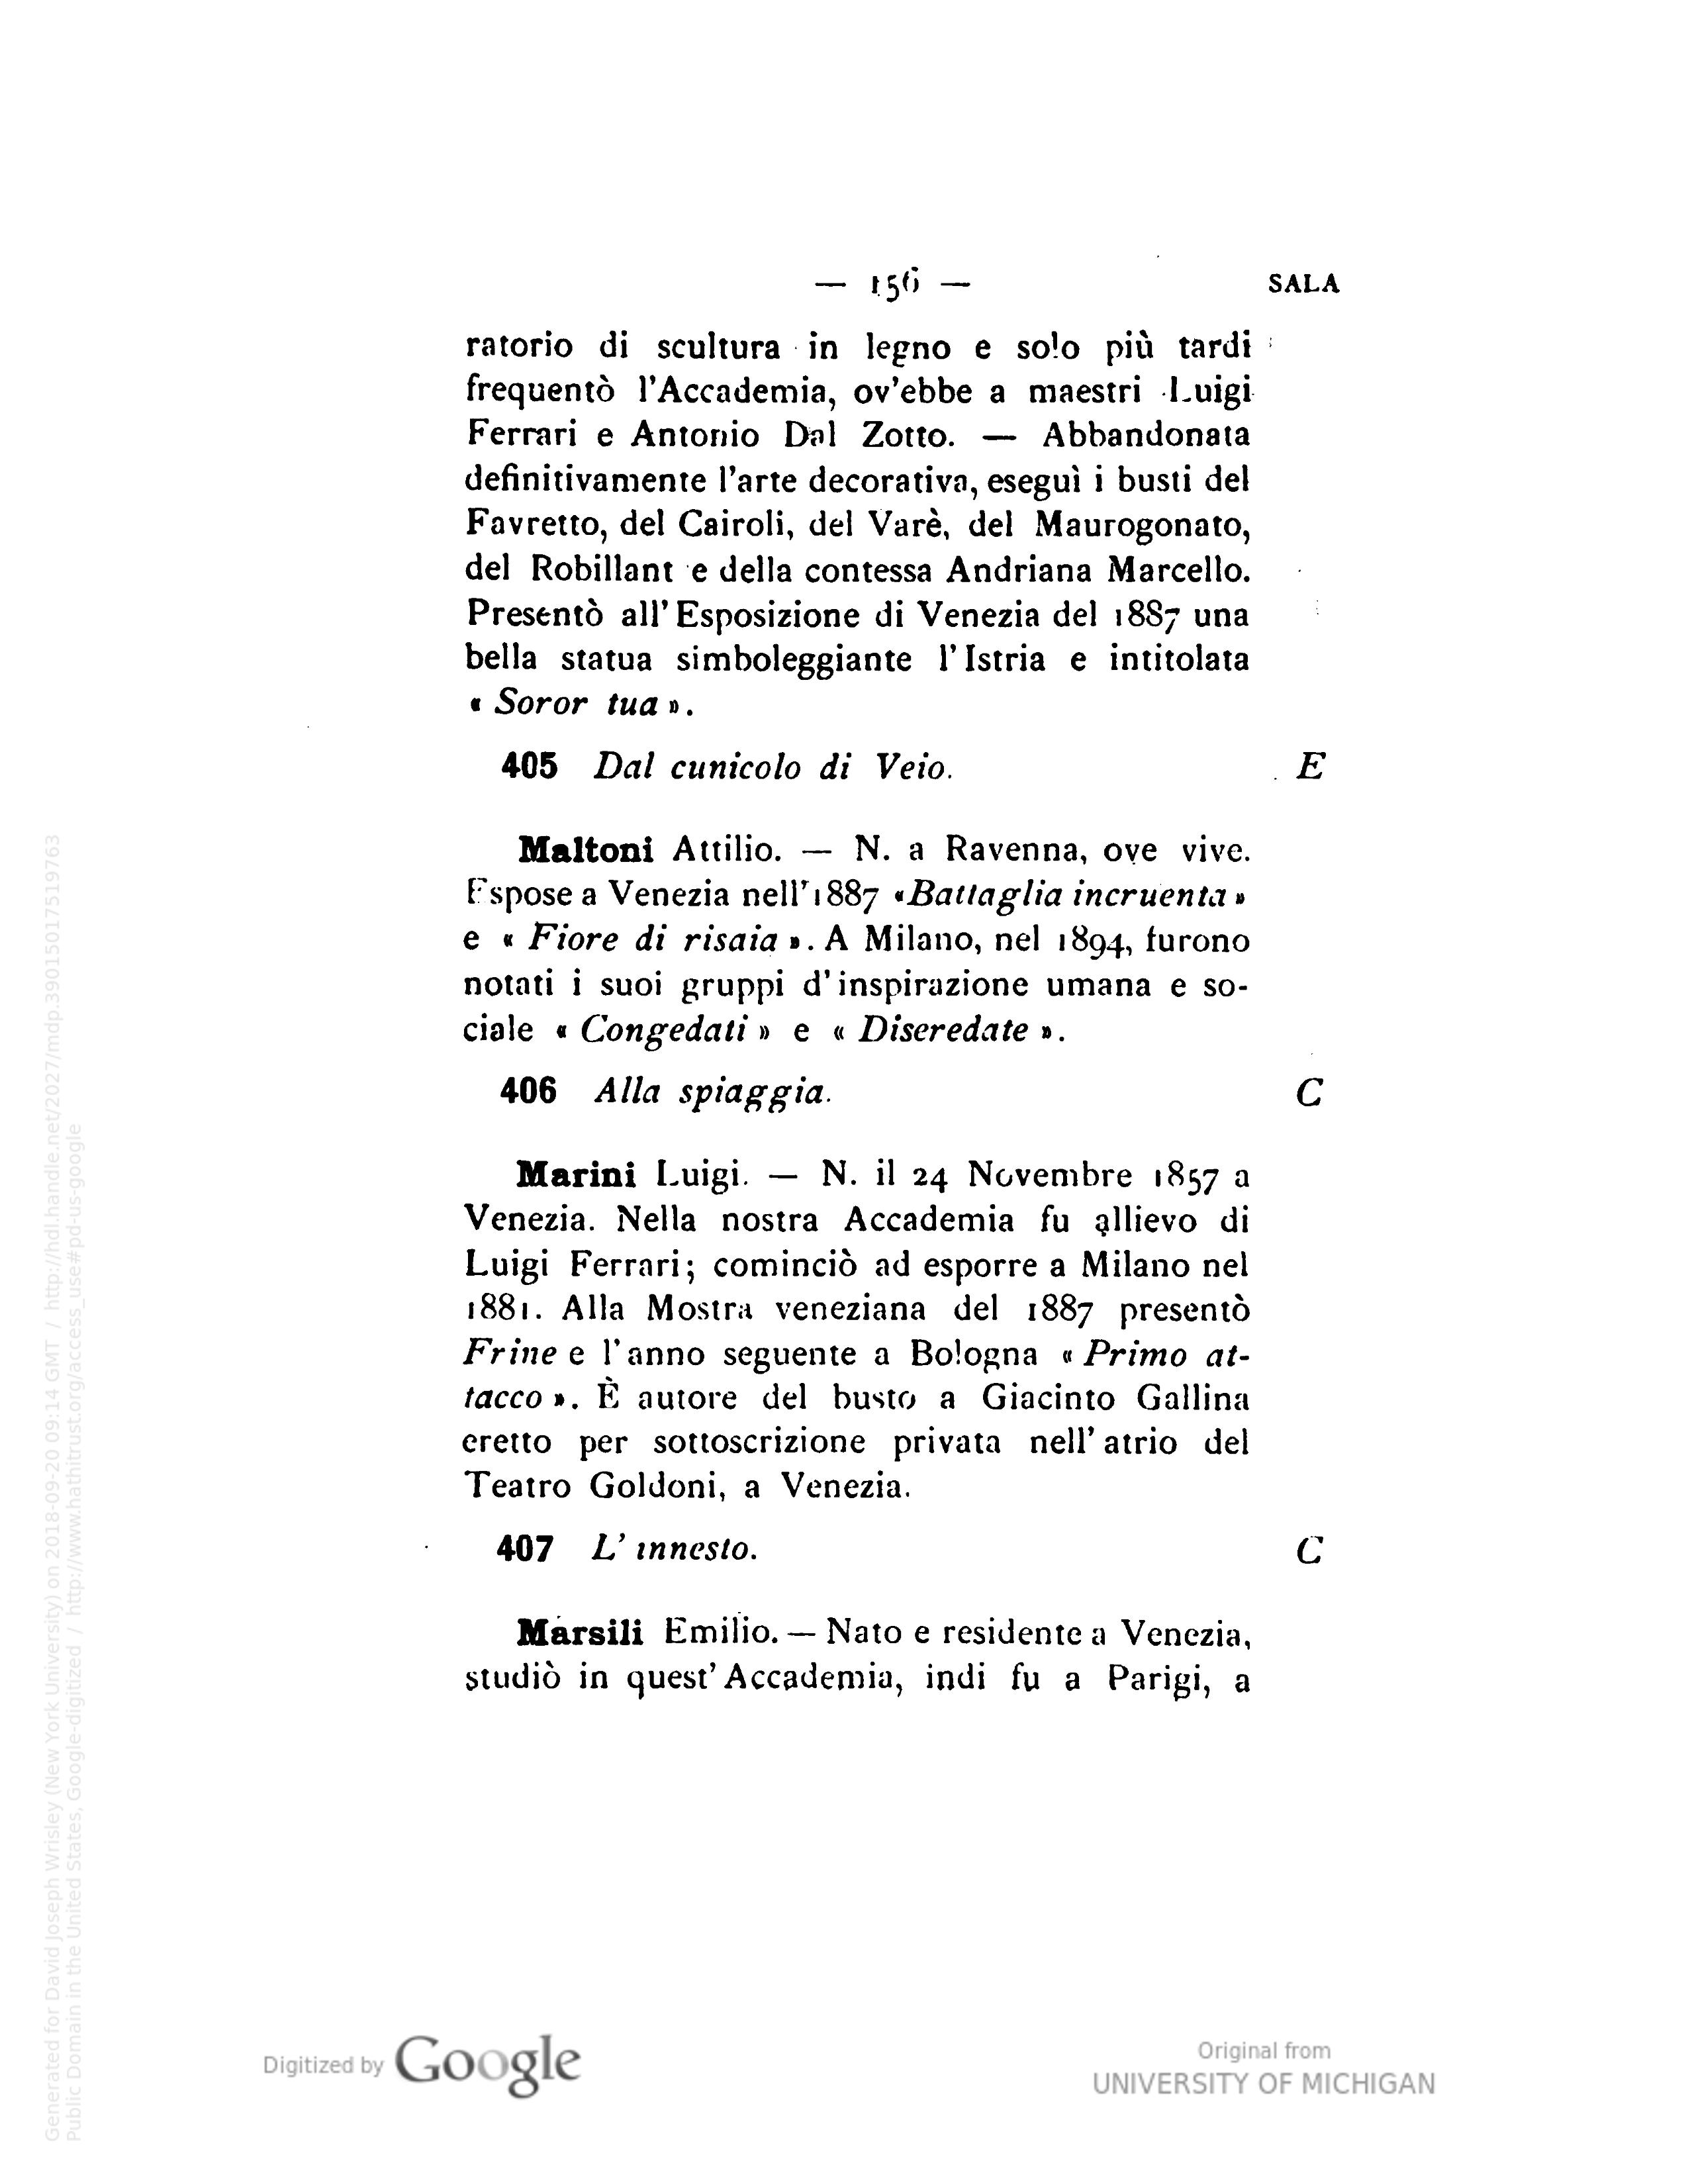 — 156 — SALA
ratorio di scultura in legno e solo più tardi
frequentò l'Accademia, ov'ebbe a maestri Luigi
Ferrari e Antonio Dal Zotto. — Abbandonata
definitivamente l'arte decorativa, eseguì i busti del
Favretto, del Cairoli, del Varè, del Maurogonato,
del Robillant e della contessa Andriana Marcello.
Presentò all' Esposizione di Venezia del 1887 una
bella statua simboleggiante l' Istria e intitolata
« Soror tua ».
405 Dal cunicolo di Veio. E
Maltoni Attilio. — N. a Ravenna, ove vive.
Espose a Venezia nell' 1887 «Battaglia incruenta »
e « Fiore di risaia ». A Milano, nel 1894, furono
notati i suoi gruppi d' inspirazione umana e so-
ciale « Congedati » e « Diseredate ».
406 Alla spiaggia. C
Marini Luigi. — N. il 24 Novembre 1857 a
Venezia. Nella nostra Accademia fu allievo di
Luigi Ferrari; cominciò ad esporre a Milano nel
1881. Alla Mostra veneziana del 1887 presentò
Frine e l' anno seguente a Bologna « Primo at-
tacco ». È autore del busto a Giacinto Gallina
eretto per sottoscrizione privata nell' atrio del
Teatro Goldoni, a Venezia.
407 L' innesto. C
Marsili Emilio. — Nato e residente a Venezia,
studiò in quest' Accademia, indi fu a Parigi, a
Digitized by Google
Original from
UNIVERSITY OF MICHIGAN
Generated for David Joseph Wrisley (New York University) on 2018-09-20 09:14 GMT / http://hdl.handle.net/2027/mdp.39015017519763
Public Domain in the United States, Google-digitized / http://www.hathitrust.org/access_use#pd-us-google